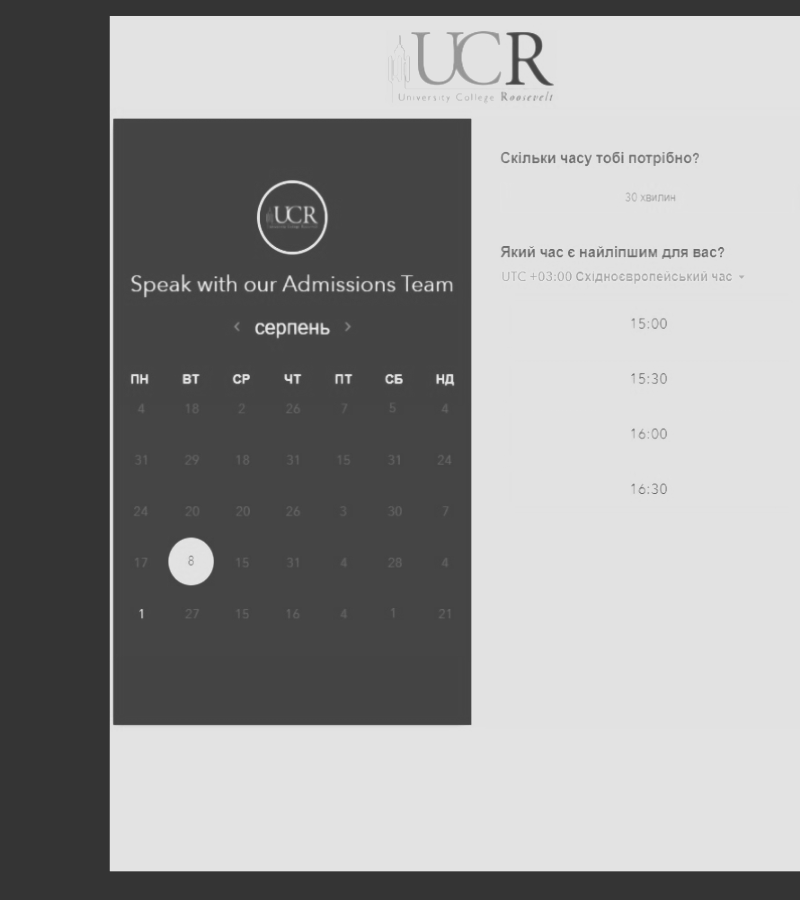 UCR
University College Roosevelt
UCR
Speak with our Admissions Team
< серпень >
ПН ВТ СР ЧТ ПТ СБ НД
4 18 2 26 7 5 4
31 29 18 31 15 31 24
24 20 20 26 3 30 7
17 8 15 31 4 28 4
1 27 15 16 4 1 21
Скільки часу тобі потрібно?
30 хвилин
Який час є найліпшим для вас?
UTC +03:00 Східноєвропейський час
15:00
15:30
16:00
16:30